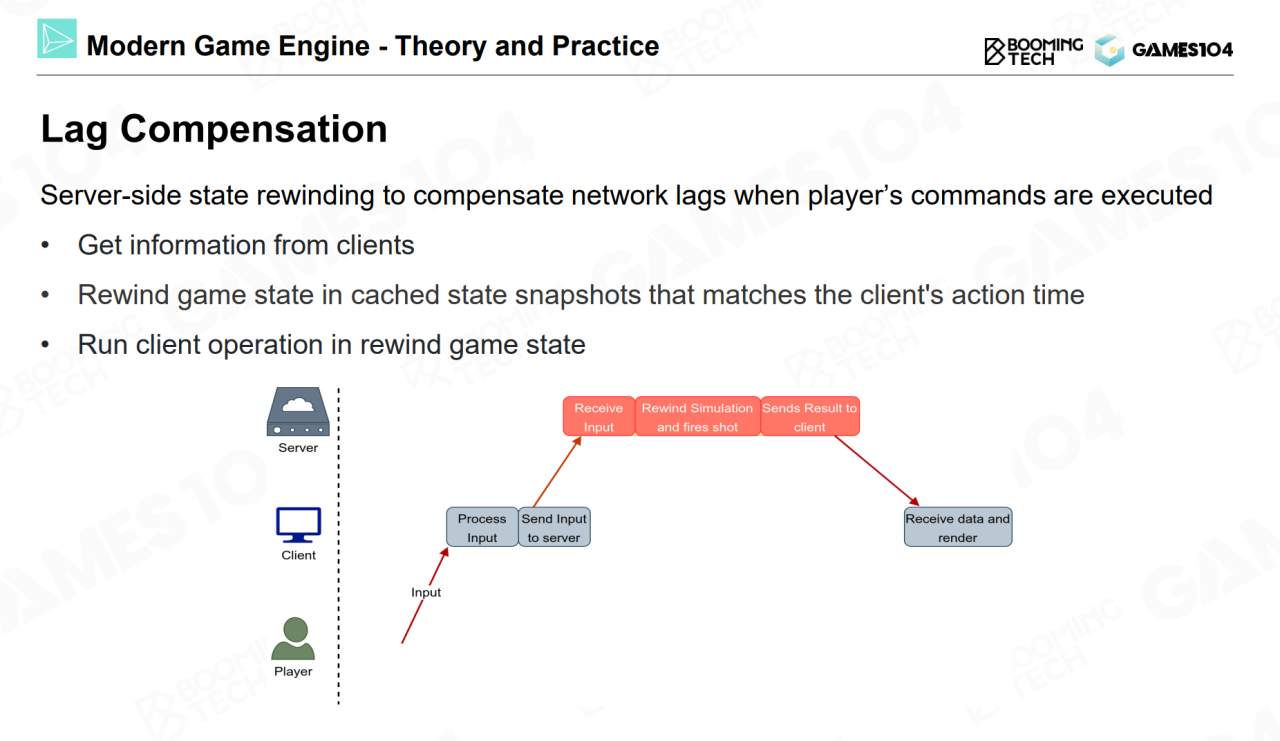 Modern Game Engine - Theory and Practice
BOOMING
TECH
GAMES104
Lag Compensation
Server-side state rewinding to compensate network lags when player’s commands are executed
• Get information from clients
• Rewind game state in cached state snapshots that matches the client's action time
• Run client operation in rewind game state
Receive
Input
Rewind Simulation
and fires shot
Sends Result to
client
Server
Process
Input
Send Input
to server
Receive data and
render
Client
Input
Player